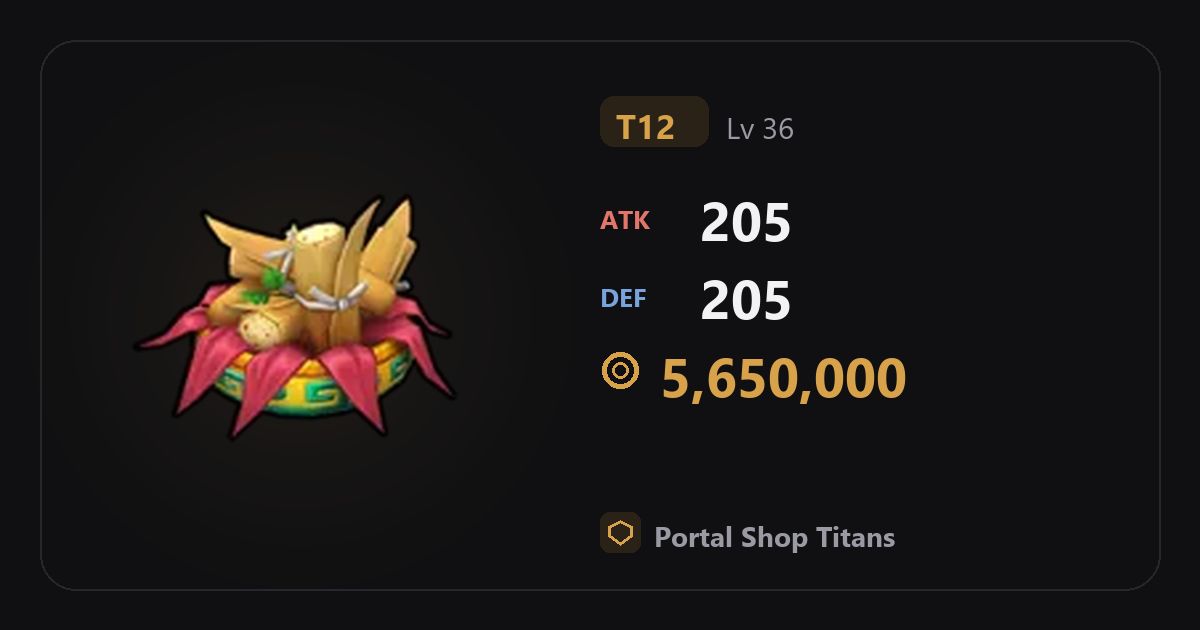 T12 Lv 36
ATK 205
DEF 205
5,650,000
Portal Shop Titans